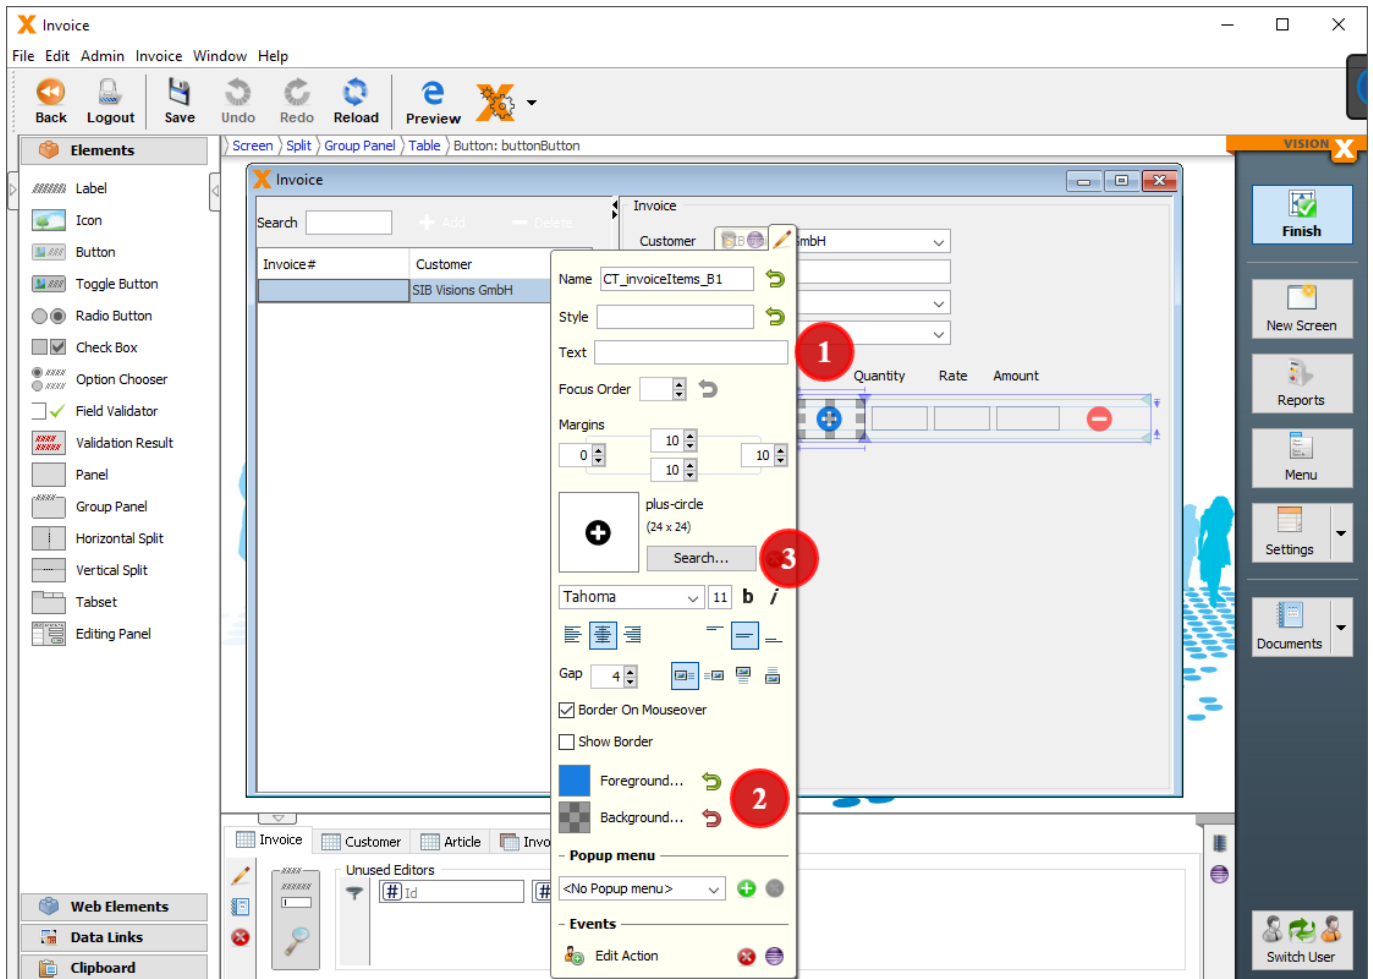 Invoice
File Edit Admin Invoice Window Help
Back Logout Save Undo Redo Reload Preview
Elements
Screen Split Group Panel Table Button: buttonButton
VISION X
Label
Icon
Button
Toggle Button
Radio Button
Check Box
Option Chooser
Field Validator
Validation Result
Panel
Group Panel
Horizontal Split
Vertical Split
Tabset
Editing Panel
Web Elements
Data Links
Clipboard
Invoice
Search Add Delete
Invoice# Customer
SIB Visions GmbH
Invoice
Customer SIB GmbH
Quantity Rate Amount
Name CT_invoiceItems_B1
Style
Text
1
Focus Order
Margins
10
0 10
10
plus-circle
(24 x 24)
Search...
3
Tahoma 11 b i
Gap 4
Border On Mouseover
Show Border
Foreground...
2
Background...
Popup menu
<No Popup menu>
Events
Edit Action
Invoice Customer Article Invo
Unused Editors
# Id #
Finish
New Screen
Reports
Menu
Settings
Documents
Switch User